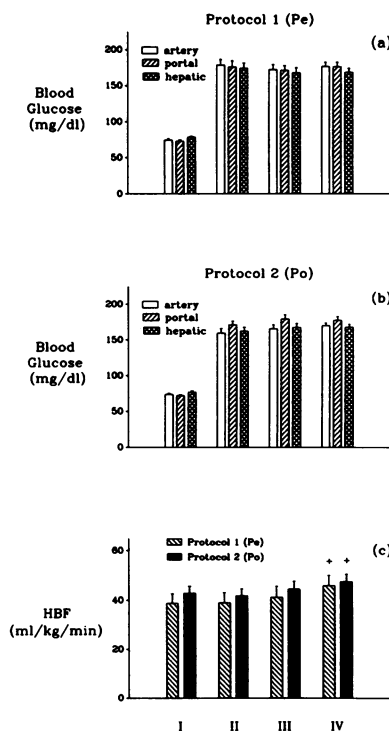 Protocol 1 (Pe)
(a)
200
150
100
50
0
artery
portal
hepatic
Blood
Glucose
(mg/dl)
Protocol 2 (Po)
(b)
200
150
100
50
0
artery
portal
hepatic
Blood
Glucose
(mg/dl)
(c)
60
40
20
0
Protocol 1 (Pe)
Protocol 2 (Po)
+ +
HBF
(ml/kg/min)
I II III IV